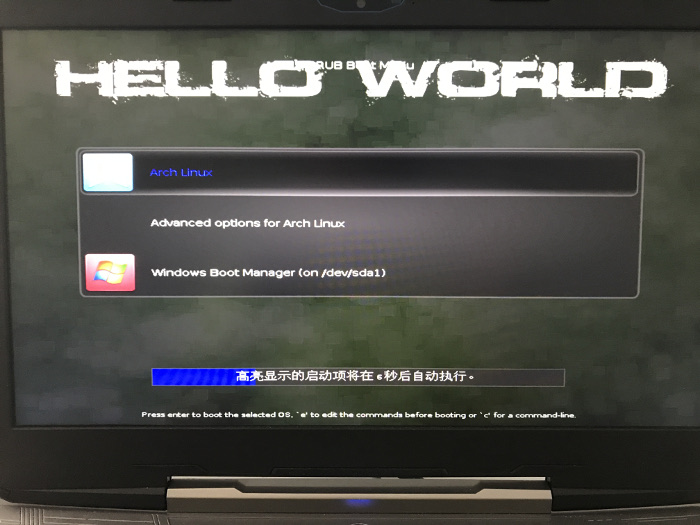 HELLO WORLD
Boot Menu
Arch Linux
Advanced options for Arch Linux
Windows Boot Manager (on /dev/sda1)
高亮显示的启动项将在 6秒后自动执行。
Press enter to boot the selected OS, `e' to edit the commands before booting or `c' for a command-line.